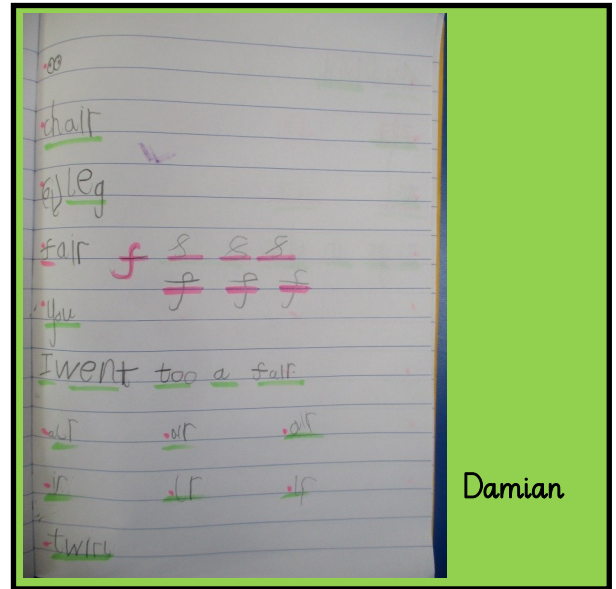 chair
leg
fair f
f f f
you
I went too a fair
air air air
ir ir ir
twirl
Damian